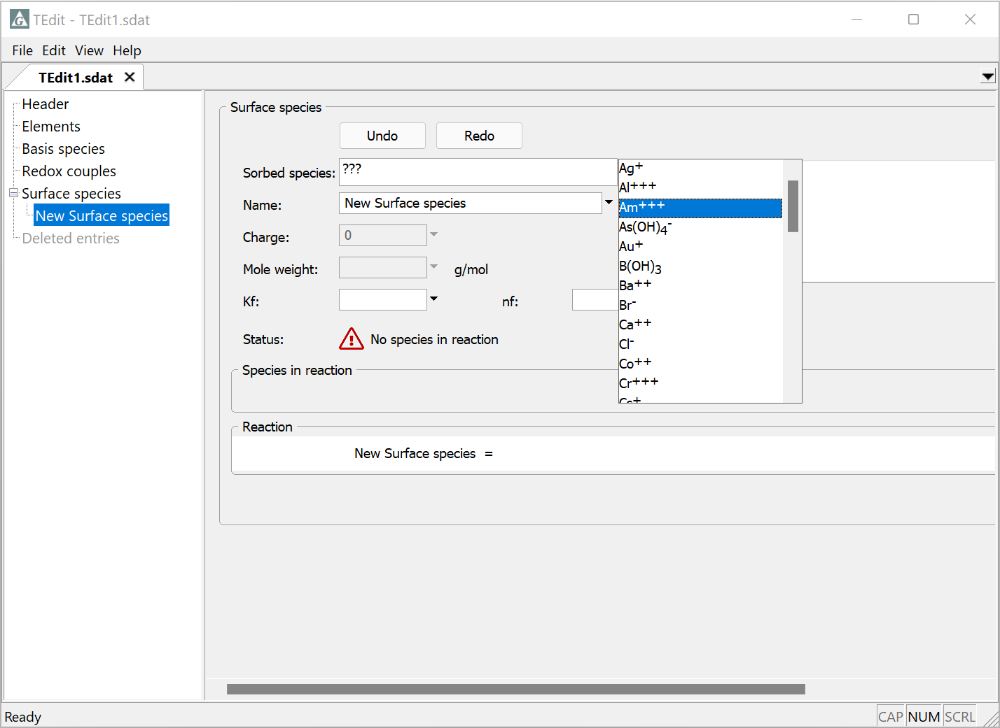 TEdit - TEdit1.sdat
File Edit View Help
TEdit1.sdat
Header
Elements
Basis species
Redox couples
Surface species
New Surface species
Deleted entries
Surface species
Undo Redo
Sorbed species: ???
Name: New Surface species
Charge: 0
Mole weight: g/mol
Kf: nf:
Status: No species in reaction
Species in reaction
Reaction
New Surface species =
Ag+
Al+++
Am+++
As(OH)4-
Au+
B(OH)3
Ba++
Br-
Ca++
Cl-
Co++
Cr+++
Cs+
Ready
CAP NUM SCRL